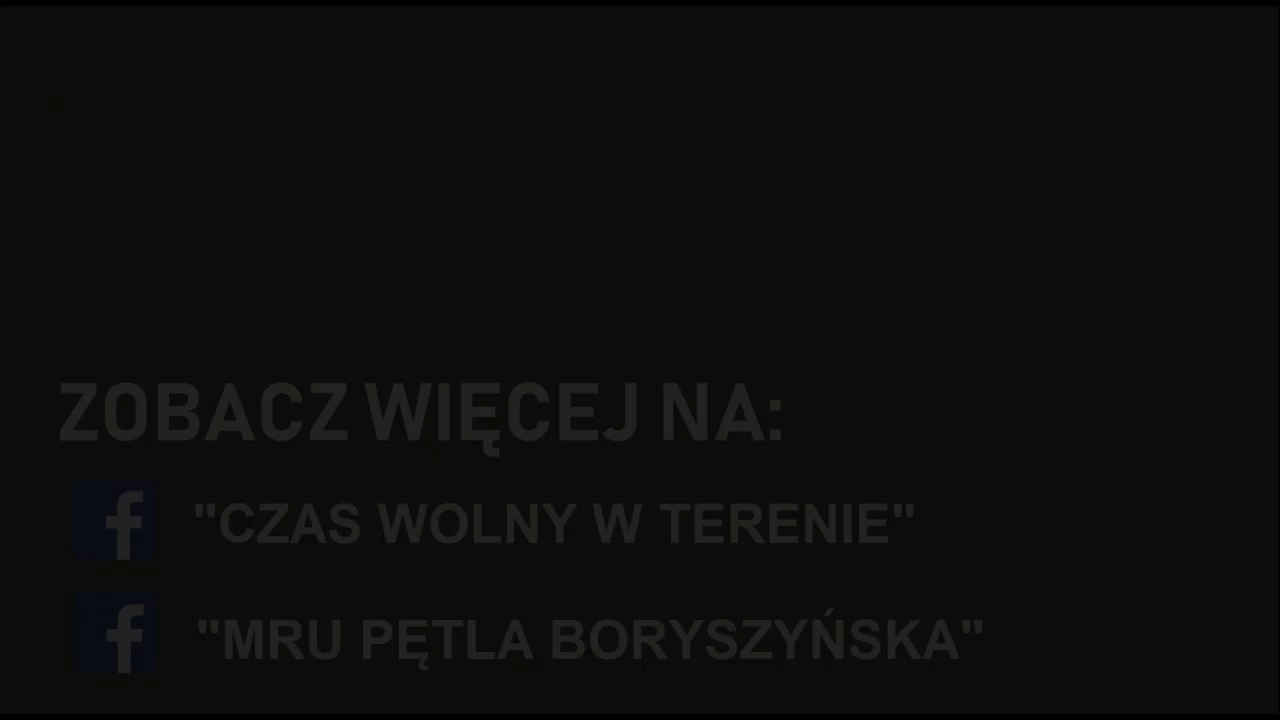 ZOBACZ WIĘCEJ NA:
"CZAS WOLNY W TERENIE"
"MRU PĘTLA BORYSZYŃSKA"